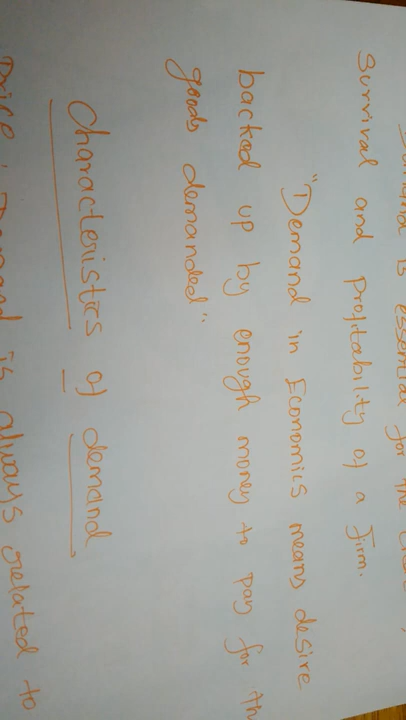 Demand is essential for the
Survival and Profitability of a firm.
"Demand in Economics means desire
backed up by enough money to pay for
goods demanded".
Characteristics of demand
Price: Demand is always related to